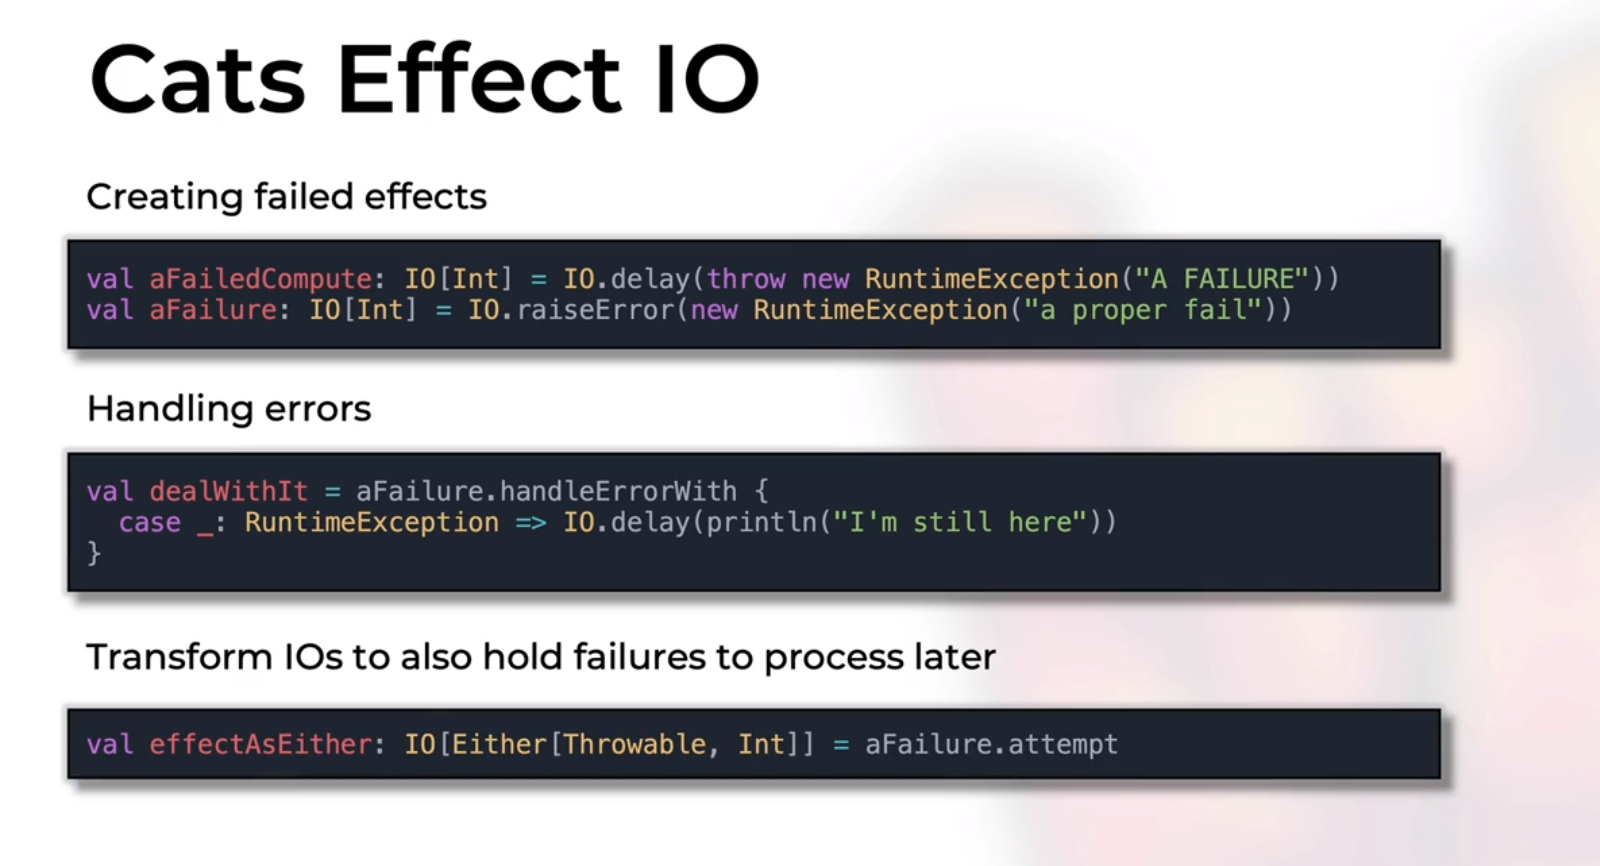 Cats Effect IO
Creating failed effects
val aFailedCompute: IO[Int] = IO.delay(throw new RuntimeException("A FAILURE"))
val aFailure: IO[Int] = IO.raiseError(new RuntimeException("a proper fail"))
Handling errors
val dealWithIt = aFailure.handleErrorWith {
  case _: RuntimeException => IO.delay(println("I'm still here"))
}
Transform IOs to also hold failures to process later
val effectAsEither: IO[Either[Throwable, Int]] = aFailure.attempt